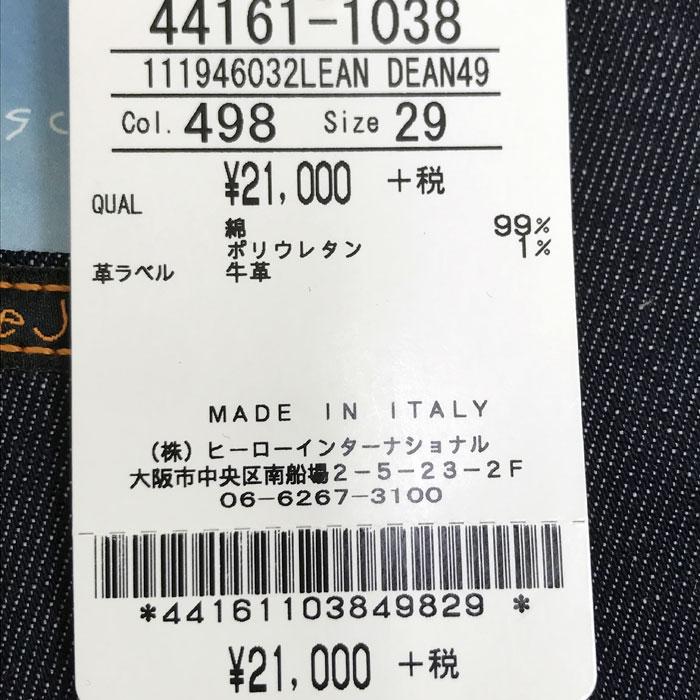 44161-1038
111946032LEAN DEAN49
Col. 498 Size 29
¥21,000 +税
QUAL
綿 99%
ポリウレタン 1%
革ラベル 牛革
MADE IN ITALY
(株)ヒーローインターナショナル
大阪市中央区南船場2-5-23-2F
06-6267-3100
*44161103849829 *
¥21,000 +税
sc
eJ